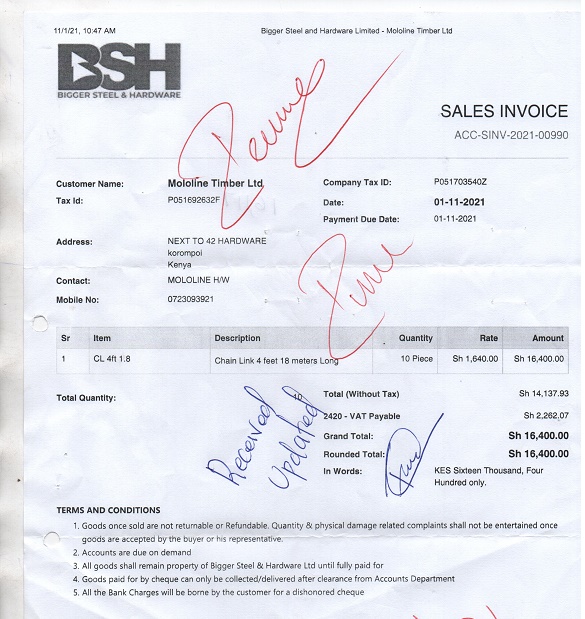 11/1/21, 10:47 AM Bigger Steel and Hardware Limited - Mololine Timber Ltd
BSH
BIGGER STEEL & HARDWARE
SALES INVOICE
ACC-SINV-2021-00990
Customer Name: Mololine Timber Ltd Company Tax ID: P051703540Z
Tax Id: P051692632F Date: 01-11-2021
Payment Due Date: 01-11-2021
Address: NEXT TO 42 HARDWARE
korompoi
Kenya
Contact: MOLOLINE H/W
Mobile No: 0723093921
Sr Item Description Quantity Rate Amount
1 CL 4ft 1.8 Chain Link 4 feet 18 meters Long 10 Piece Sh 1,640.00 Sh 16,400.00
Total Quantity: 10 Total (Without Tax) Sh 14,137.93
2420 - VAT Payable Sh 2,262.07
Grand Total: Sh 16,400.00
Rounded Total: Sh 16,400.00
In Words: KES Sixteen Thousand, Four
Hundred only.
Received
Updated
TERMS AND CONDITIONS
1. Goods once sold are not returnable or Refundable. Quantity & physical damage related complaints shall not be entertained once
goods are accepted by the buyer or his representative.
2. Accounts are due on demand
3. All goods shall remain property of Bigger Steel & Hardware Ltd until fully paid for
4. Goods paid for by cheque can only be collected/delivered after clearance from Accounts Department
5. All the Bank Charges will be borne by the customer for a dishonored cheque